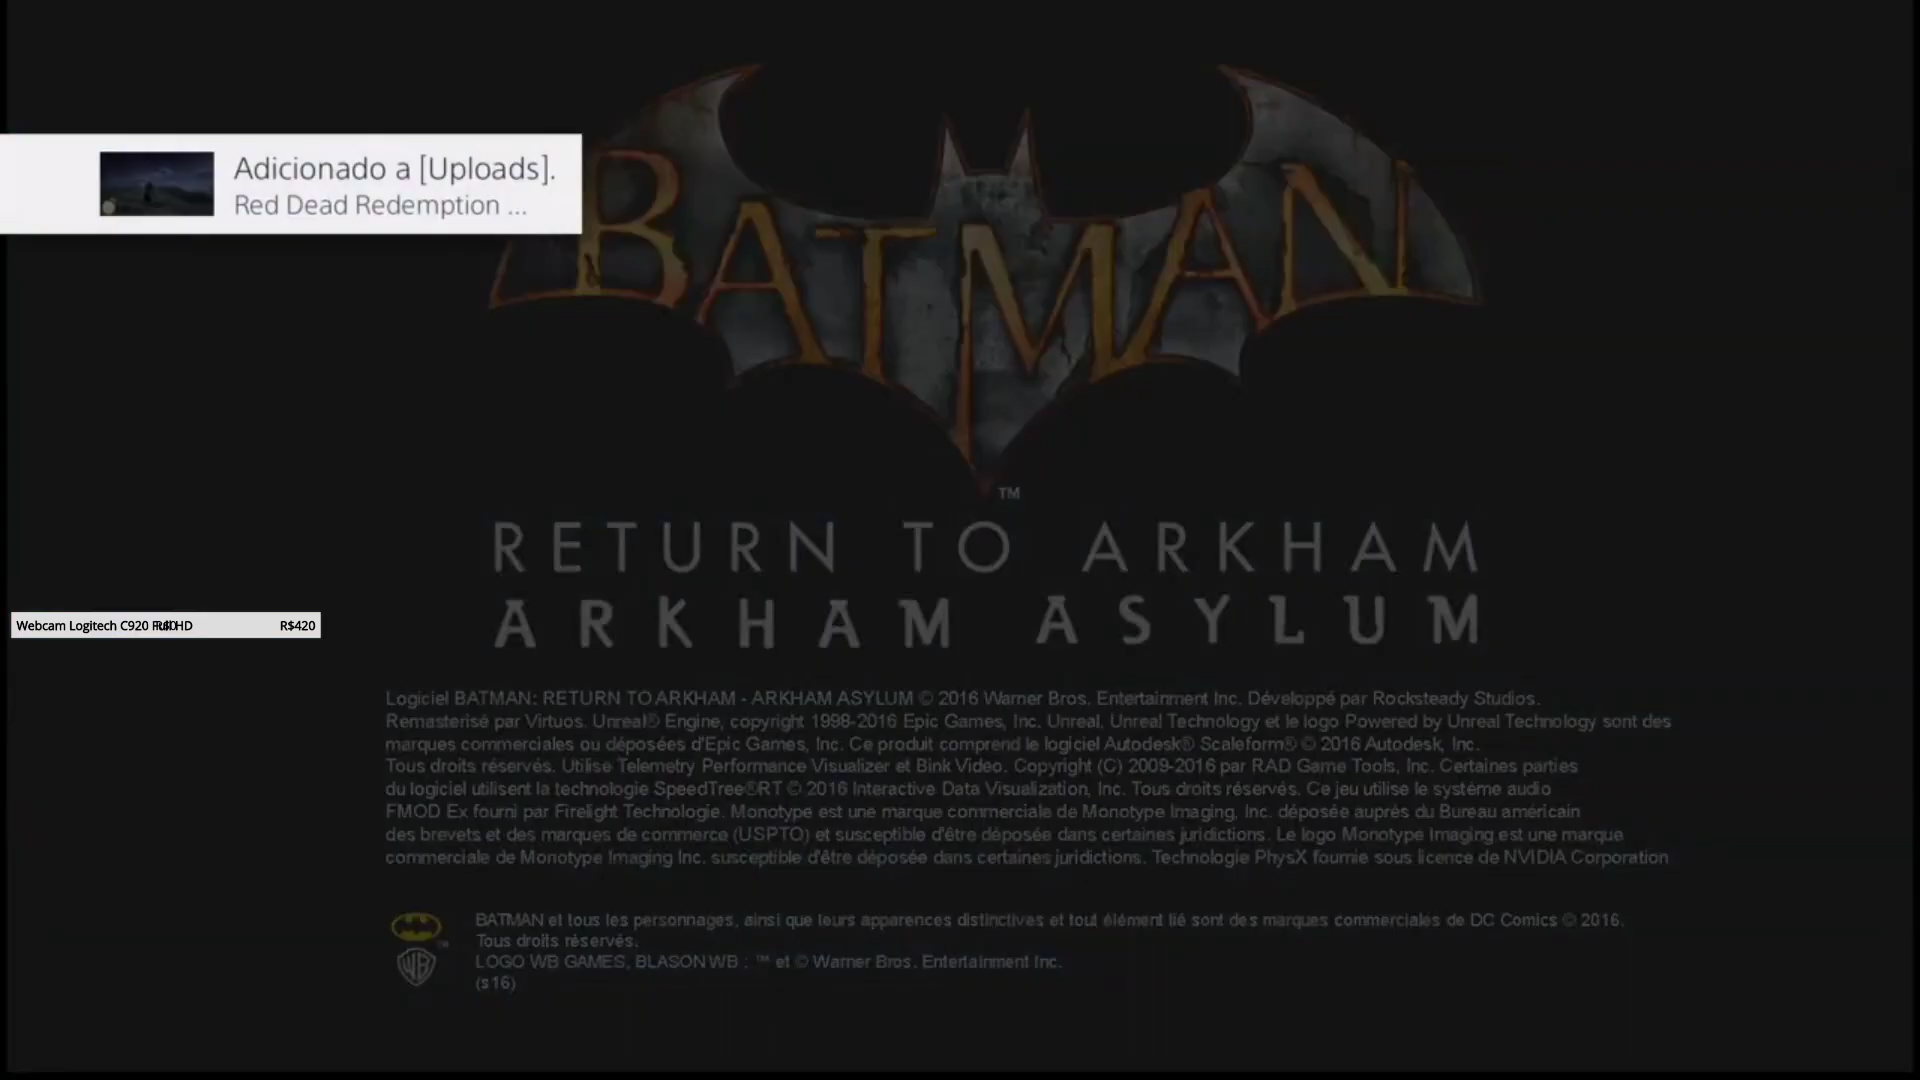 Adicionado a [Uploads].
Red Dead Redemption ...
BATMAN
TM
RETURN TO ARKHAM
ARKHAM ASYLUM
Webcam Logitech C920 Full HD R$420
Logiciel BATMAN: RETURN TO ARKHAM - ARKHAM ASYLUM © 2016 Warner Bros. Entertainment Inc. Développé par Rocksteady Studios.
Remasterisé par Virtuos. Unreal® Engine, copyright 1998-2016 Epic Games, Inc. Unreal, Unreal Technology et le logo Powered by Unreal Technology sont des
marques commerciales ou déposées d'Epic Games, Inc. Ce produit comprend le logiciel Autodesk® Scaleform® © 2016 Autodesk, Inc.
Tous droits réservés. Utilise Telemetry Performance Visualizer et Bink Video. Copyright (C) 2009-2016 par RAD Game Tools, Inc. Certaines parties
du logiciel utilisent la technologie SpeedTree®RT © 2016 Interactive Data Visualization, Inc. Tous droits réservés. Ce jeu utilise le système audio
FMOD Ex fourni par Firelight Technologie. Monotype est une marque commerciale de Monotype Imaging, Inc. déposée auprès du Bureau américain
des brevets et des marques de commerce (USPTO) et susceptible d'être déposée dans certaines juridictions. Le logo Monotype Imaging est une marque
commerciale de Monotype Imaging Inc. susceptible d'être déposée dans certaines juridictions. Technologie PhysX fournie sous licence de NVIDIA Corporation
BATMAN et tous les personnages, ainsi que leurs apparences distinctives et tout élément lié sont des marques commerciales de DC Comics © 2016.
Tous droits réservés.
LOGO WB GAMES, BLASON WB : ™ et © Warner Bros. Entertainment Inc.
(s16)